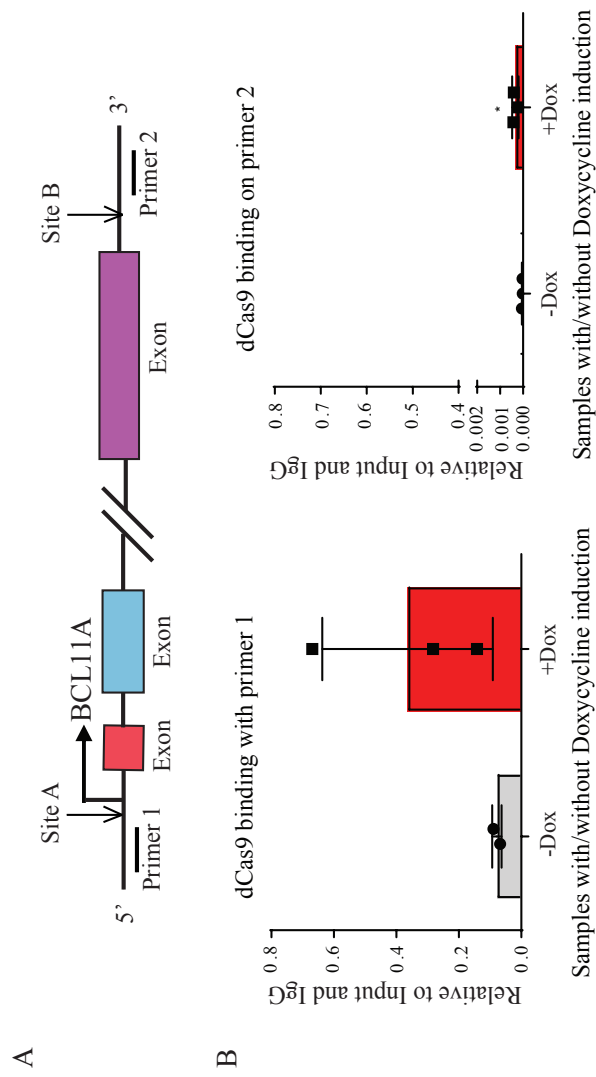 A
Site A
Site B
BCL11A
5’
3’
Primer 1
Exon
Exon
Exon
Primer 2
B
dCas9 binding with primer 1
Relative to Input and IgG
0.8
0.6
0.4
0.2
0.0
-Dox
+Dox
Samples with/without Doxycycline induction
dCas9 binding on primer 2
Relative to Input and IgG
0.8
0.7
0.6
0.5
0.4
0.002
0.001
0.000
*
-Dox
+Dox
Samples with/without Doxycycline induction